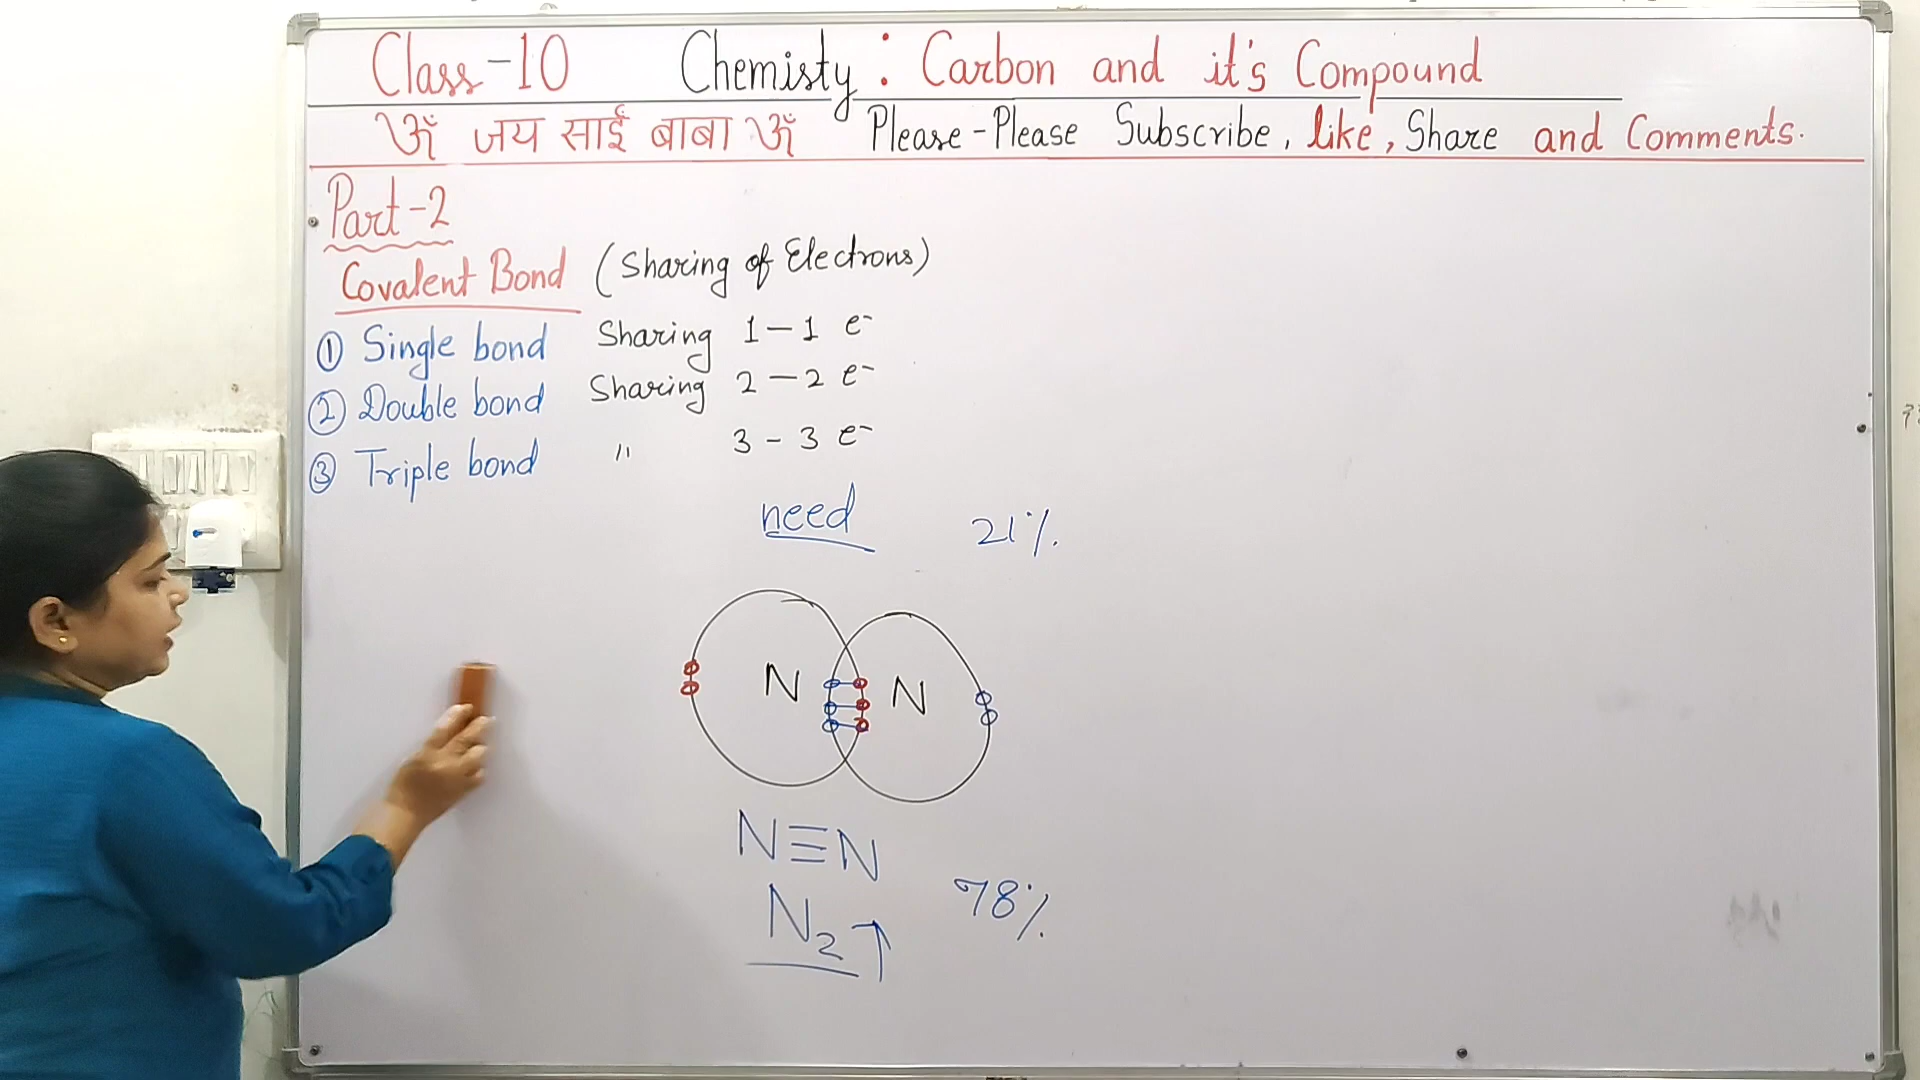 Class-10 Chemisty : Carbon and it's Compound
ॐ जय साईं बाबा ॐ Please-Please Subscribe, like, Share and Comments.
Part-2
Covalent Bond (Sharing of Electrons)
① Single bond Sharing 1-1 e⁻
② Double bond Sharing 2-2 e⁻
③ Triple bond " 3-3 e⁻
need 21%.
N N
N≡N
N₂↑ 78%.